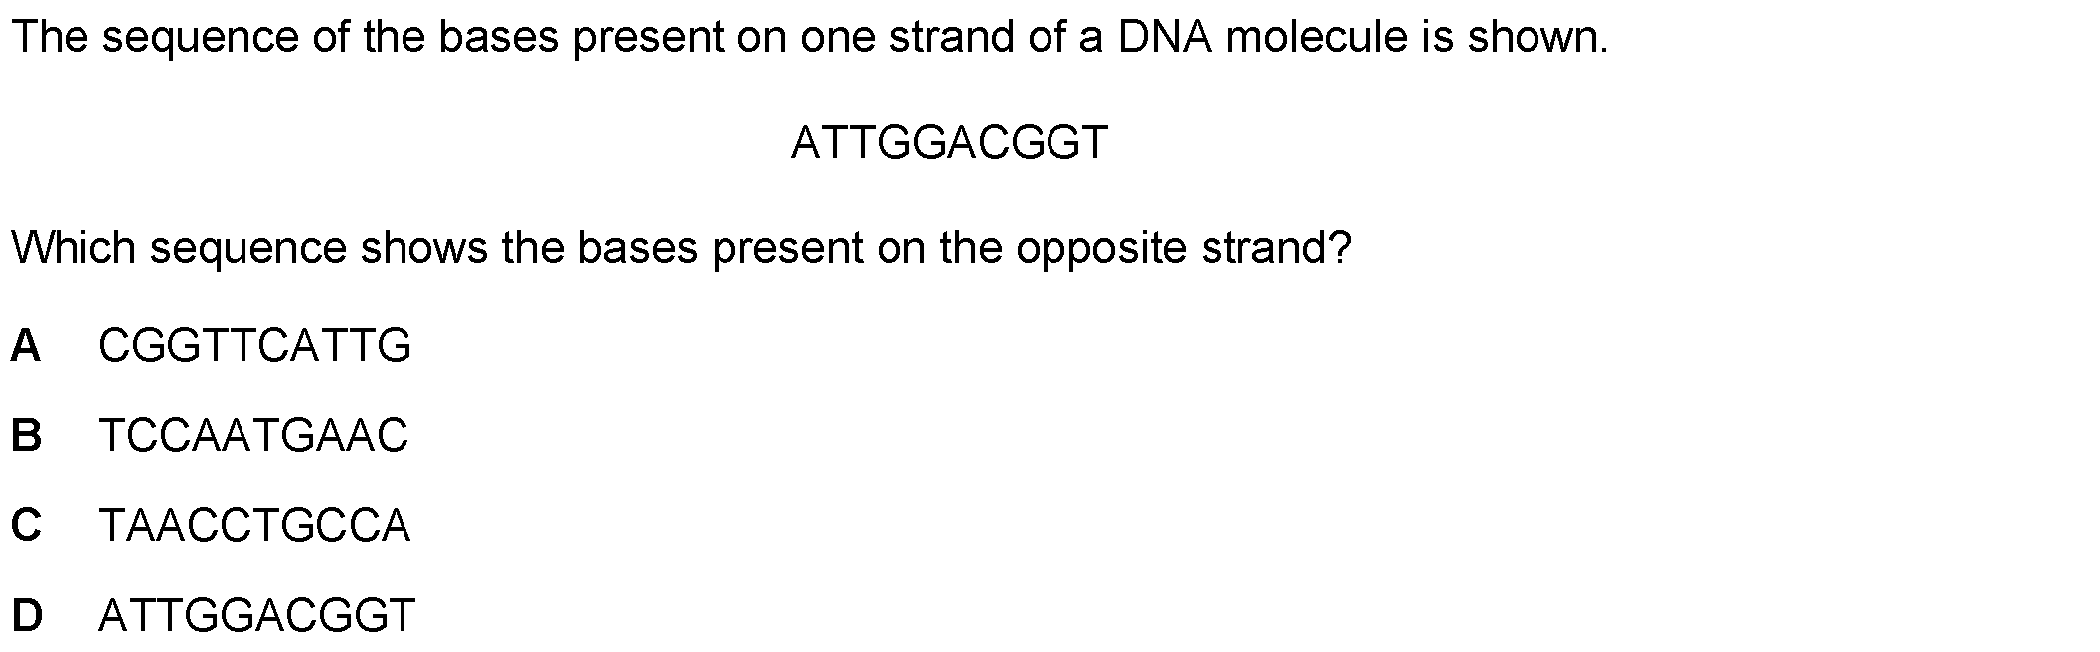 The sequence of the bases present on one strand of a DNA molecule is shown.
ATTGGACGGT
Which sequence shows the bases present on the opposite strand?
A CGGTTCATTG
B TCCAATGAAC
C TAACCTGCCA
D ATTGGACGGT